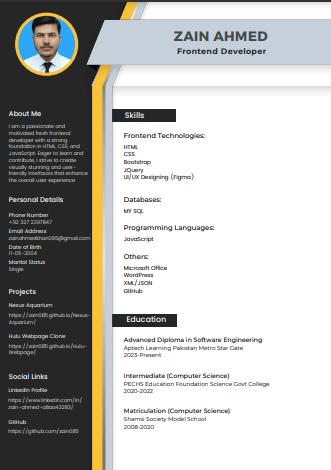 ZAIN AHMED
Frontend Developer
About Me
I am a passionate and
motivated fresh frontend
developer with a strong
foundation in HTML, CSS, and
JavaScript. Eager to learn and
contribute, I strive to create
visually stunning and user-
friendly interfaces that enhance
the overall user experience
Personal Details
Phone Number
+92 327 2397847
Email Address
zainahmedkhan085@gmail.com
Date of Birth
11-05-2004
Marital Status
Single
Projects
Nexus Aquarium
https://zain085.github.io/Nexus-
Aquarium/
Hulu Webpage Clone
https://zain085.github.io/Hulu-
Webpage/
Social Links
LinkedIn Profile
https://www.linkedin.com/in/
zain-ahmed-a8aa43283/
GitHub
https://github.com/zain085
Skills
Frontend Technologies:
HTML
CSS
Bootstrap
JQuery
UI/UX Designing (Figma)
Databases:
MY SQL
Programming Languages:
JavaScript
Others:
Microsoft Office
WordPress
XML/JSON
GitHub
Education
Advanced Diploma in Software Engineering
Aptech Learning Pakistan Metro Star Gate
2023-Present
Intermediate (Computer Science)
PECHS Education Foundation Science Govt College
2020-2022
Matriculation (Computer Science)
Shamsi Society Model School
2008-2020